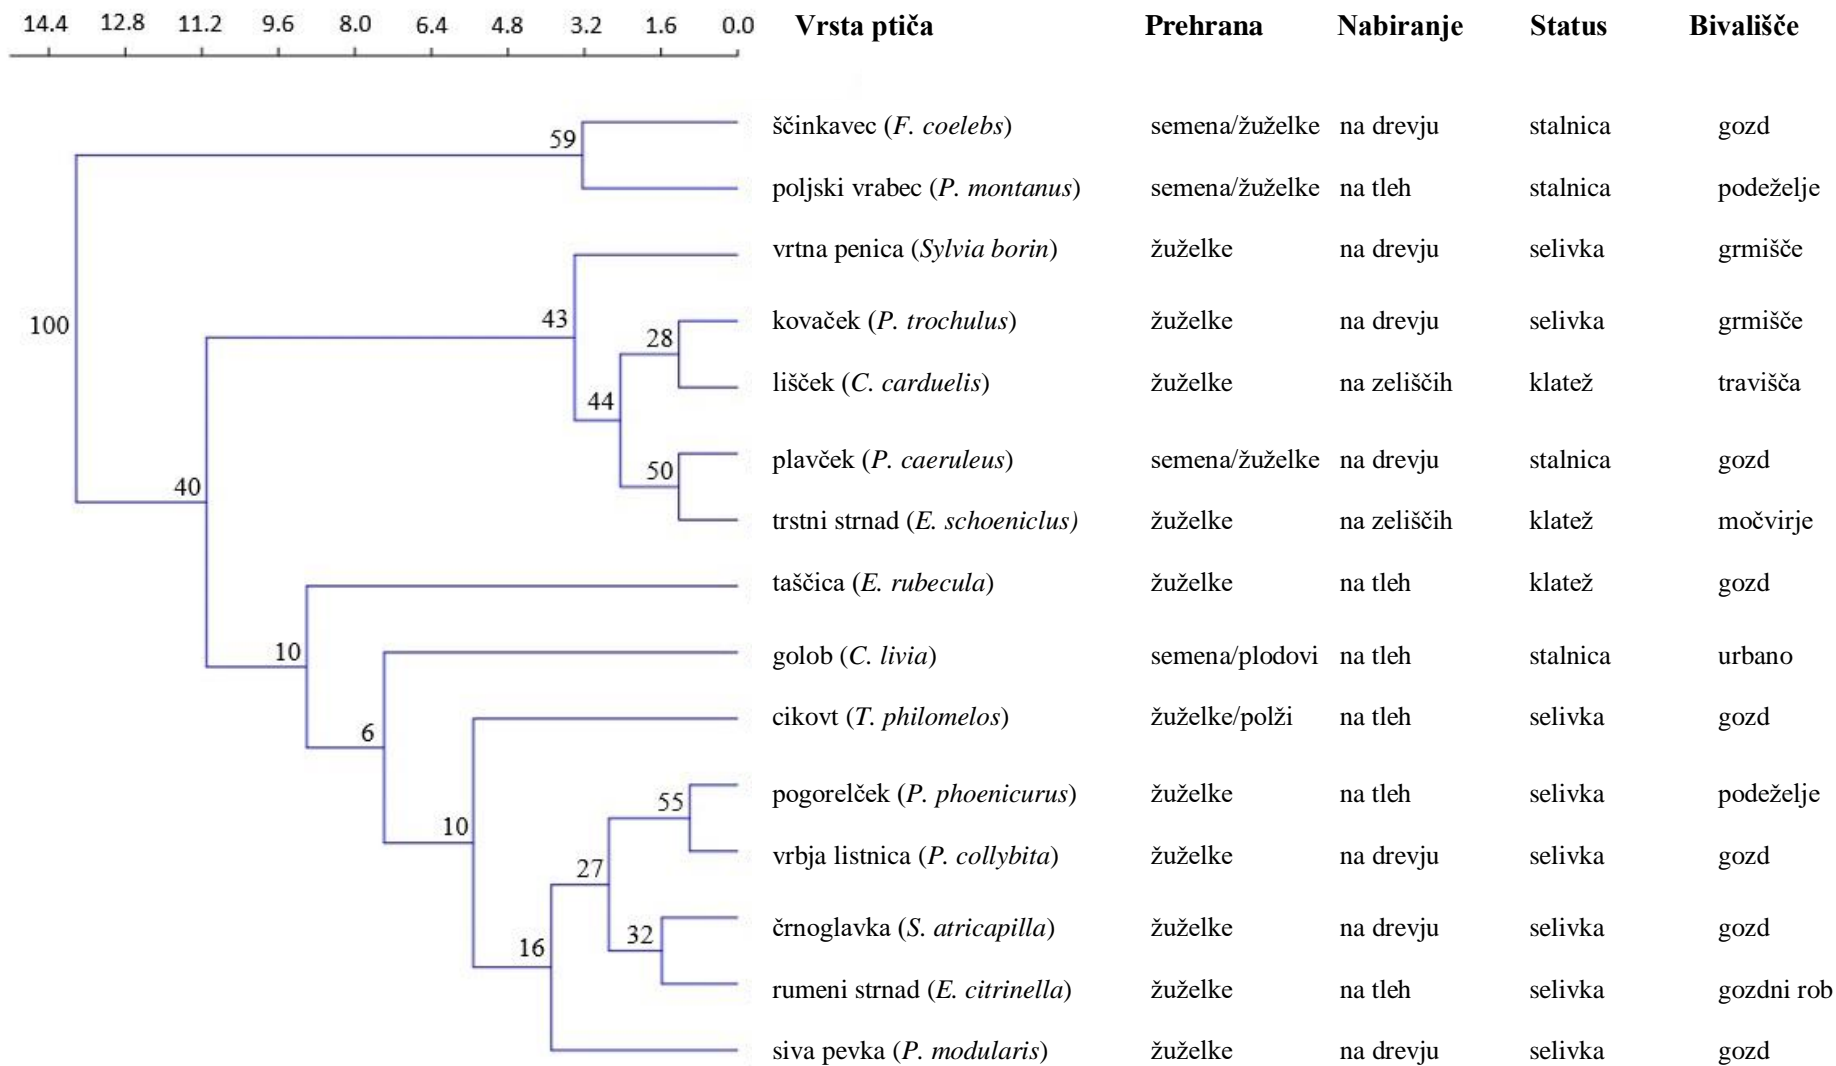 14.4 12.8 11.2 9.6 8.0 6.4 4.8 3.2 1.6 0.0 Vrsta ptiča Prehrana Nabiranje Status Bivališče
ščinkavec (F. coelebs) semena/žuželke na drevju stalnica gozd
59
poljski vrabec (P. montanus) semena/žuželke na tleh stalnica podeželje
vrtna penica (Sylvia borin) žuželke na drevju selivka grmišče
100 43 kovaček (P. trochulus) žuželke na drevju selivka grmišče
28
lišček (C. carduelis) žuželke na zeliščih klatež travišča
44
plavček (P. caeruleus) semena/žuželke na drevju stalnica gozd
40 50
trstni strnad (E. schoeniclus) žuželke na zeliščih klatež močvirje
taščica (E. rubecula) žuželke na tleh klatež gozd
10 golob (C. livia) semena/plodovi na tleh stalnica urbano
6 cikovt (T. philomelos) žuželke/polži na tleh selivka gozd
55 pogorelček (P. phoenicurus) žuželke na tleh selivka podeželje
10
27 vrbja listnica (P. collybita) žuželke na drevju selivka gozd
črnoglavka (S. atricapilla) žuželke na drevju selivka gozd
16 32
rumeni strnad (E. citrinella) žuželke na tleh selivka gozdni rob
siva pevka (P. modularis) žuželke na drevju selivka gozd